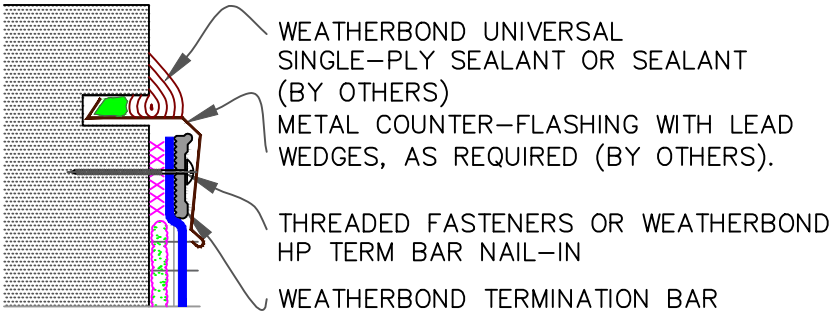 WEATHERBOND UNIVERSAL
SINGLE-PLY SEALANT OR SEALANT
(BY OTHERS)
METAL COUNTER-FLASHING WITH LEAD
WEDGES, AS REQUIRED (BY OTHERS).
THREADED FASTENERS OR WEATHERBOND
HP TERM BAR NAIL-IN
WEATHERBOND TERMINATION BAR